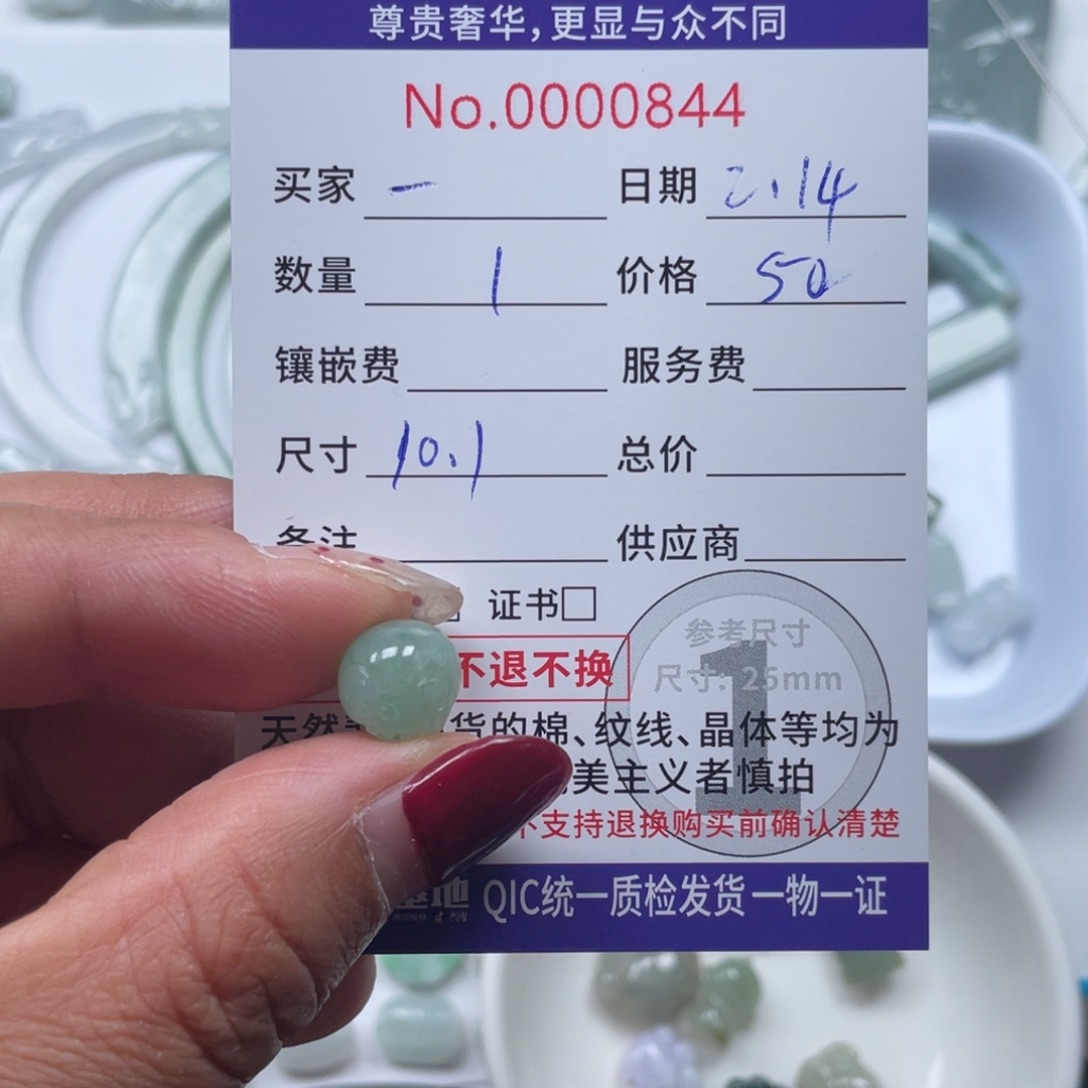 尊贵奢华，更显与众不同
No.0000844
买家 一 日期 2.14
数量 1 价格 50
镶嵌费 服务费
尺寸 10.1 总价
备注 供应商
证书□
不退不换
参考尺寸
尺寸: 25mm
1
天然 货的棉、纹线、晶体等均为
美主义者慎拍
不支持退换购买前确认清楚
基地 QIC统一质检发货一物一证